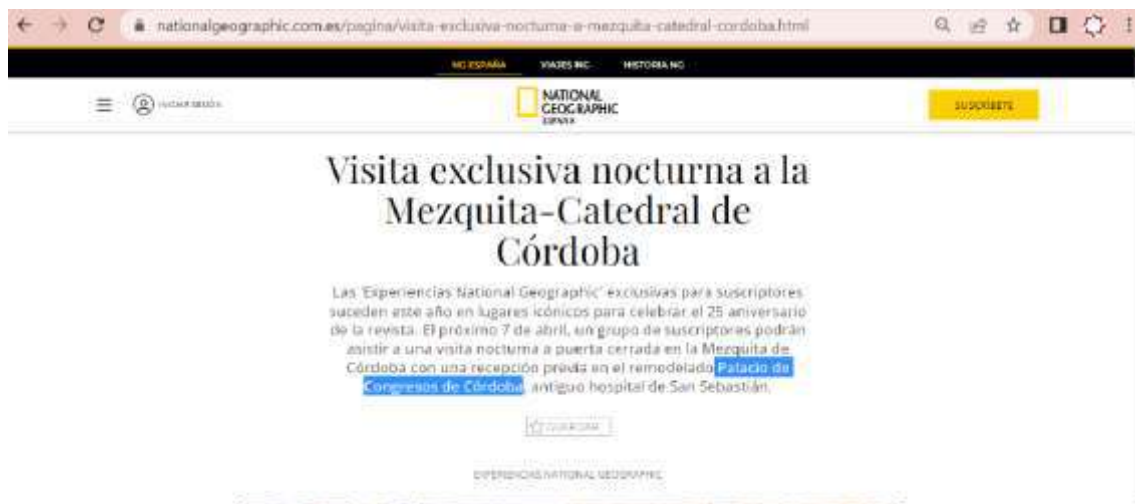 nationalgeographic.com.es/pagina/visita-exclusiva-nocturna-a-mezquita-catedral-cordoba.html
NG ESPAÑA VIAJES NG HISTORIA NG
INICIAR SESIÓN NATIONAL
GEOGRAPHIC SUSCRÍBETE
ESPAÑA
Visita exclusiva nocturna a la
Mezquita-Catedral de
Córdoba
Las 'Experiencias National Geographic' exclusivas para suscriptores
suceden este año en lugares icónicos para celebrar el 25 aniversario
de la revista. El próximo 7 de abril, un grupo de suscriptores podrán
asistir a una visita nocturna a puerta cerrada en la Mezquita de
Córdoba con una recepción previa en el remodelado Palacio de
Congresos de Córdoba, antiguo hospital de San Sebastián.
GUARDAR
EXPERIENCIAS NATIONAL GEOGRAPHIC